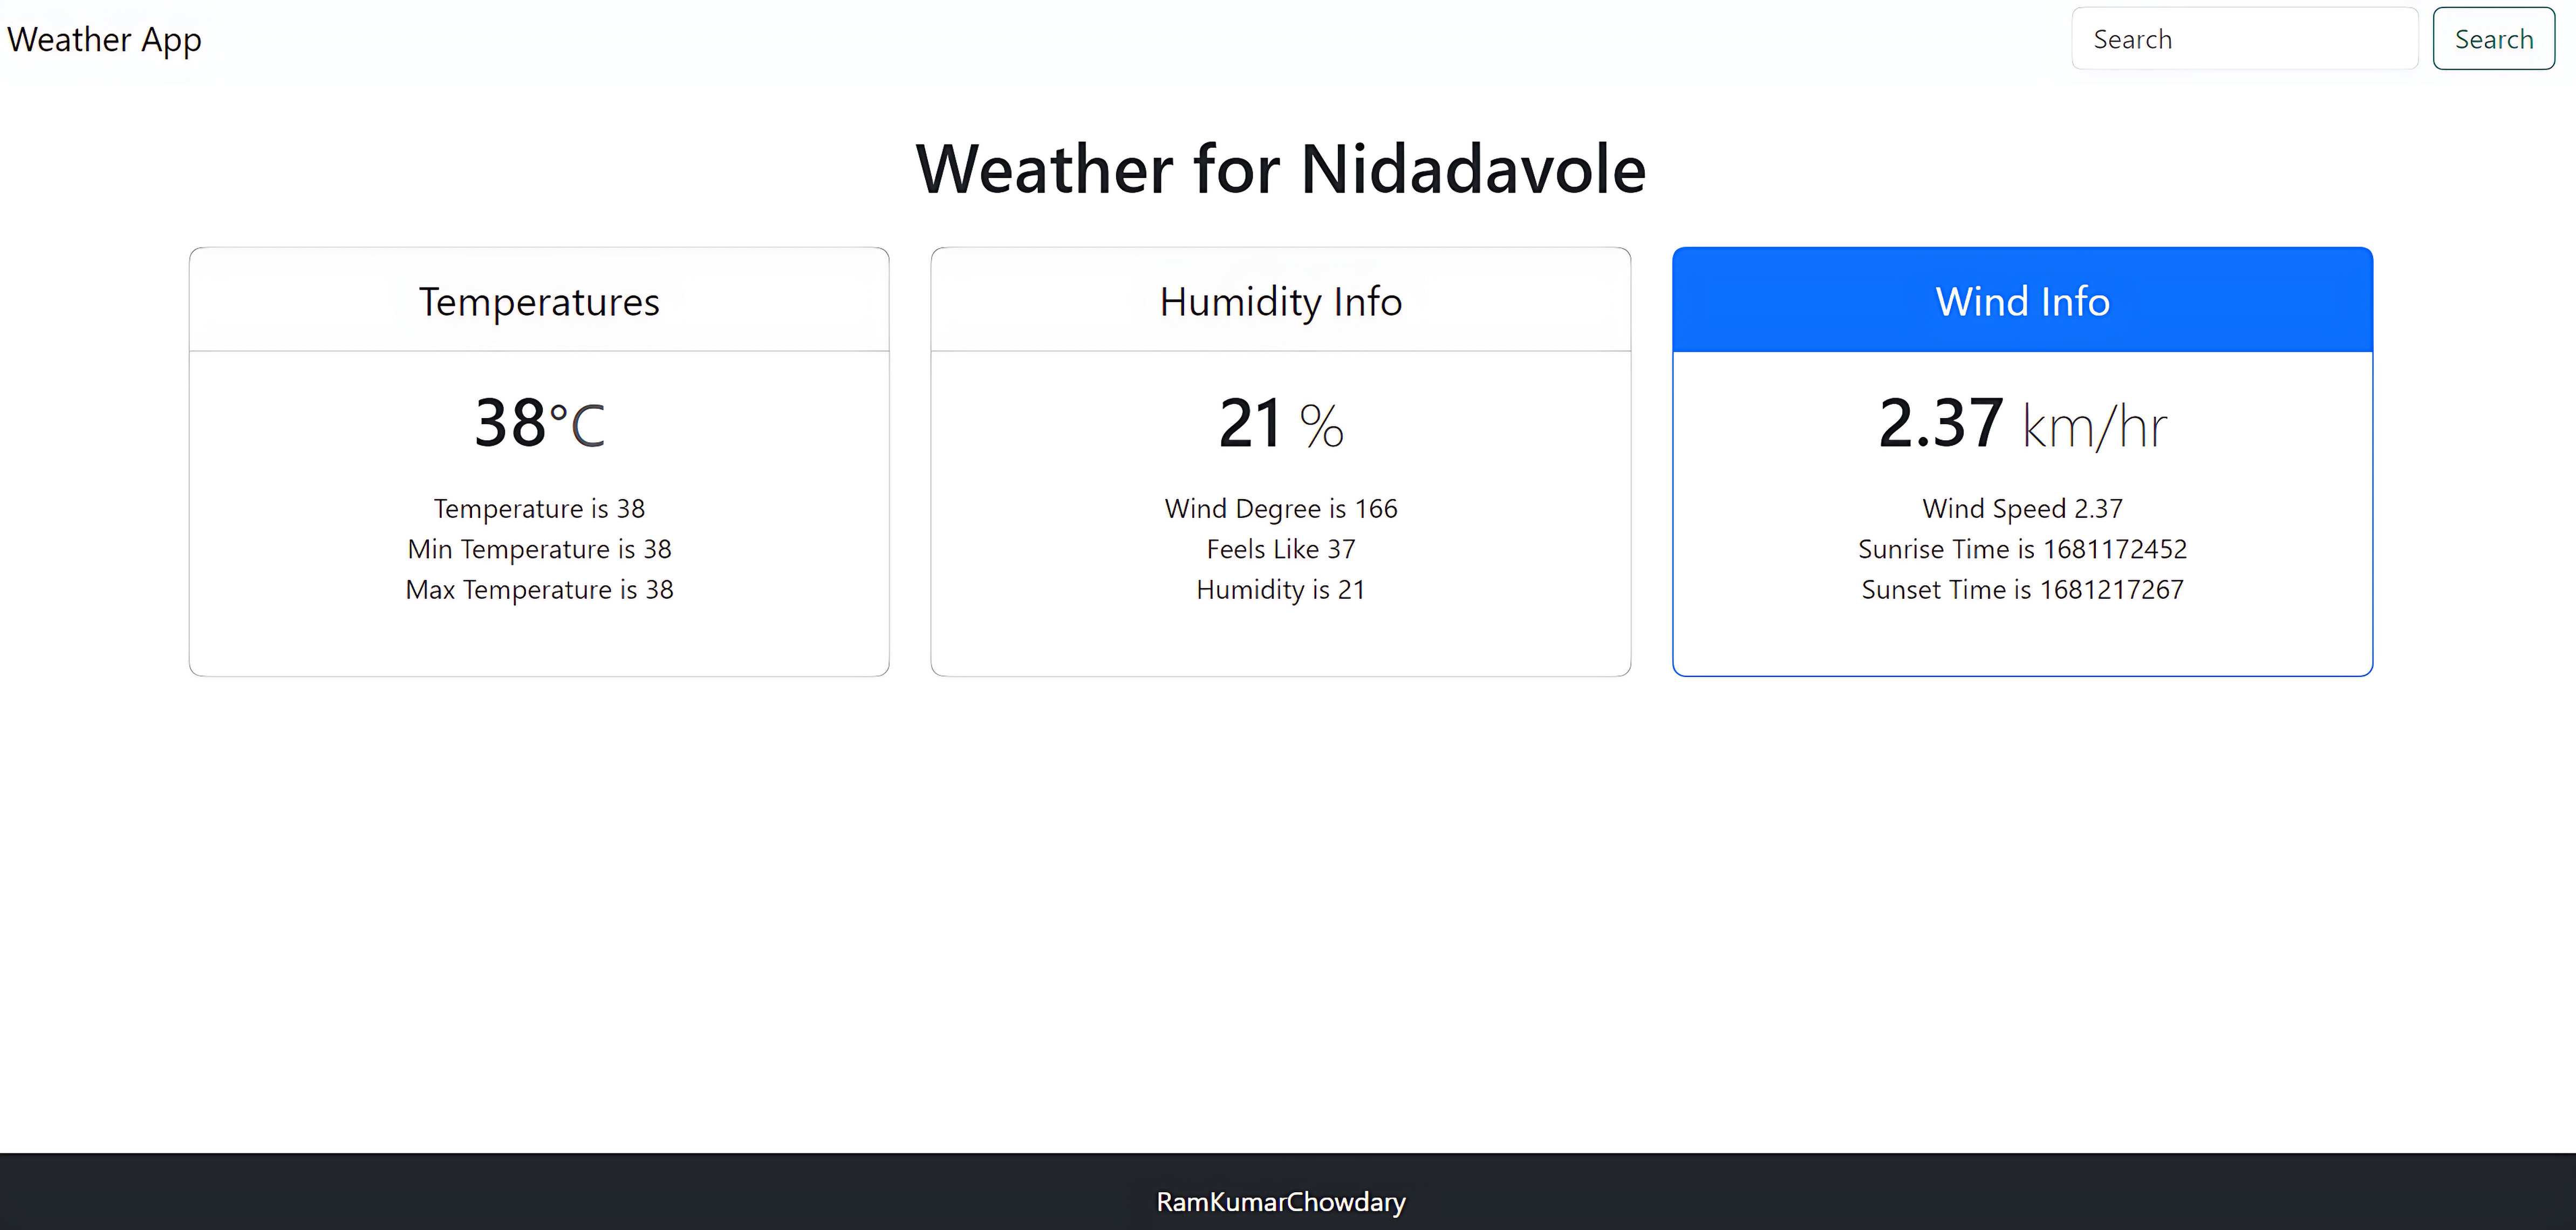 Weather App
Search
Search
Weather for Nidadavole
Temperatures
38°C
Temperature is 38
Min Temperature is 38
Max Temperature is 38
Humidity Info
21 %
Wind Degree is 166
Feels Like 37
Humidity is 21
Wind Info
2.37 km/hr
Wind Speed 2.37
Sunrise Time is 1681172452
Sunset Time is 1681217267
RamKumarChowdary